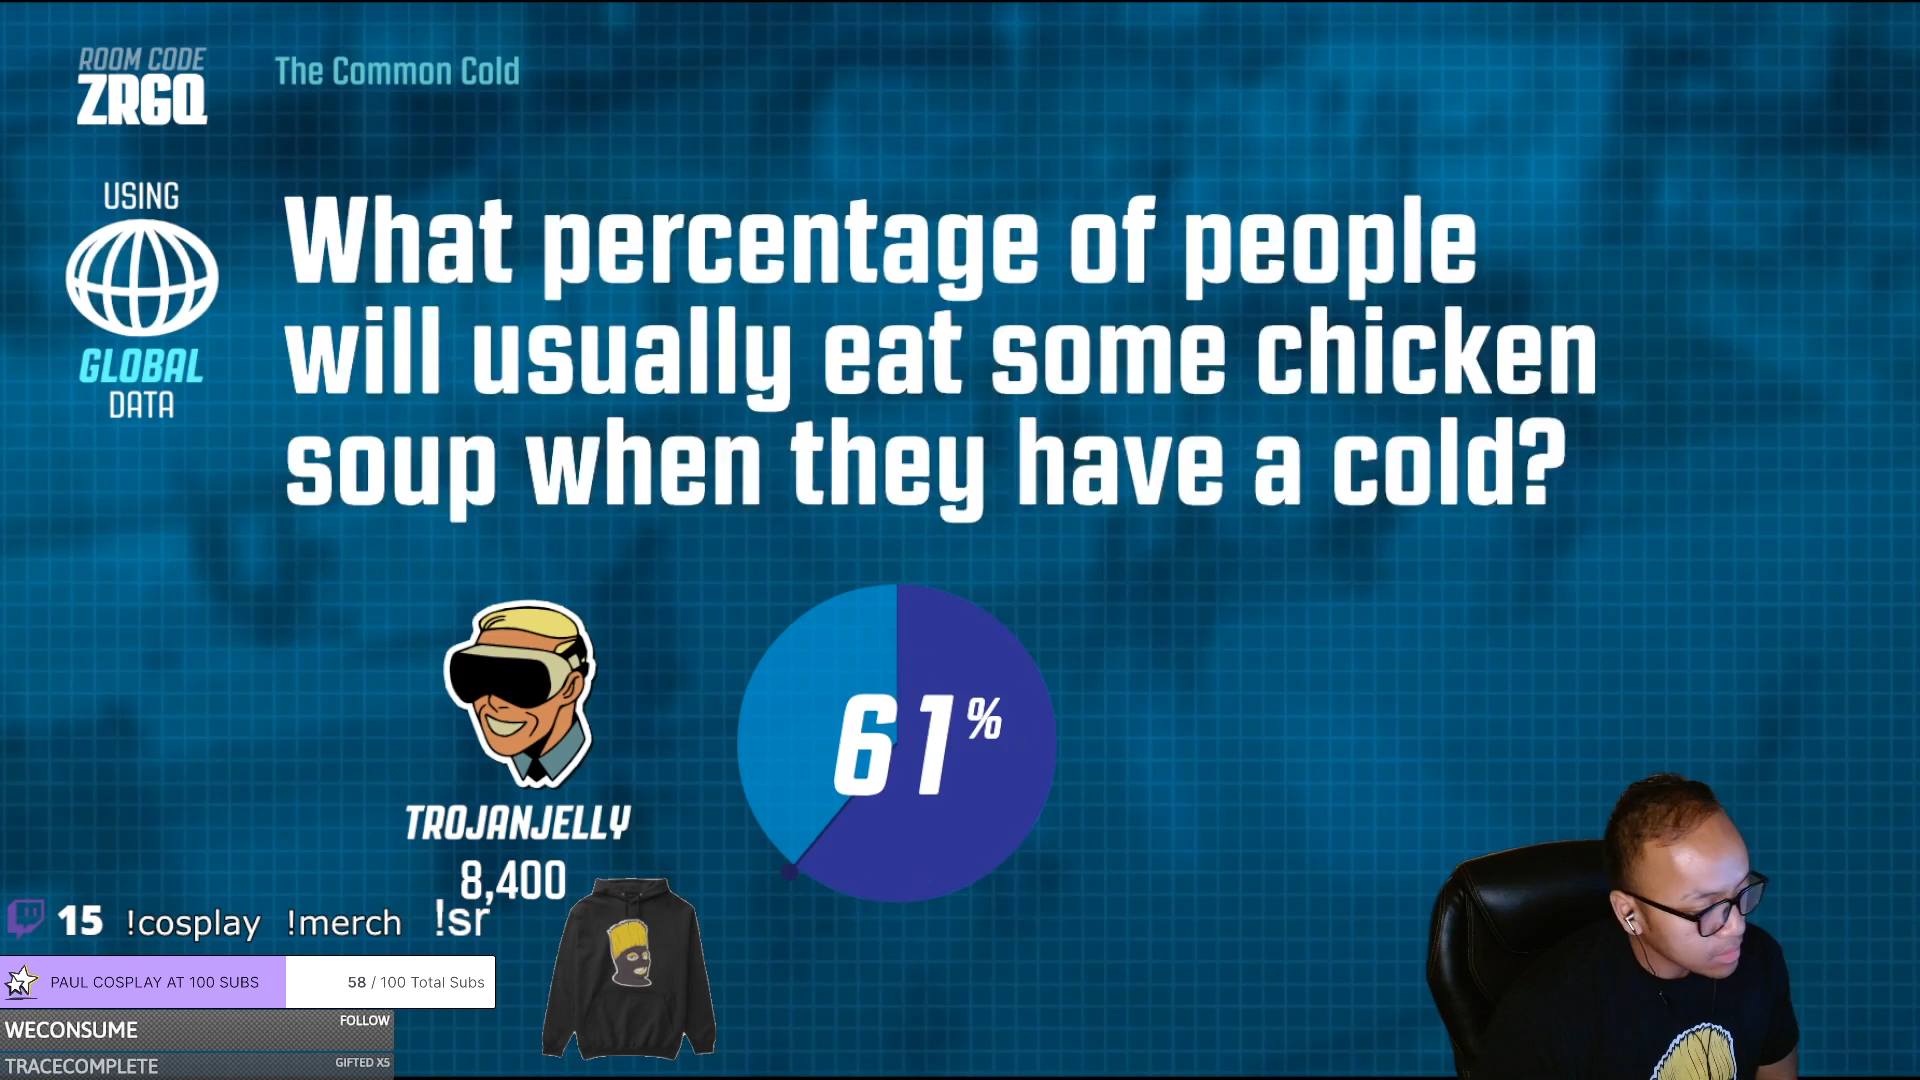 ROOM CODE
ZRGQ
The Common Cold
USING
GLOBAL
DATA
What percentage of people
will usually eat some chicken
soup when they have a cold?
61%
TROJANJELLY
8,400
15 !cosplay !merch !sr
PAUL COSPLAY AT 100 SUBS 58 / 100 Total Subs
WECONSUME FOLLOW
TRACECOMPLETE GIFTED X5